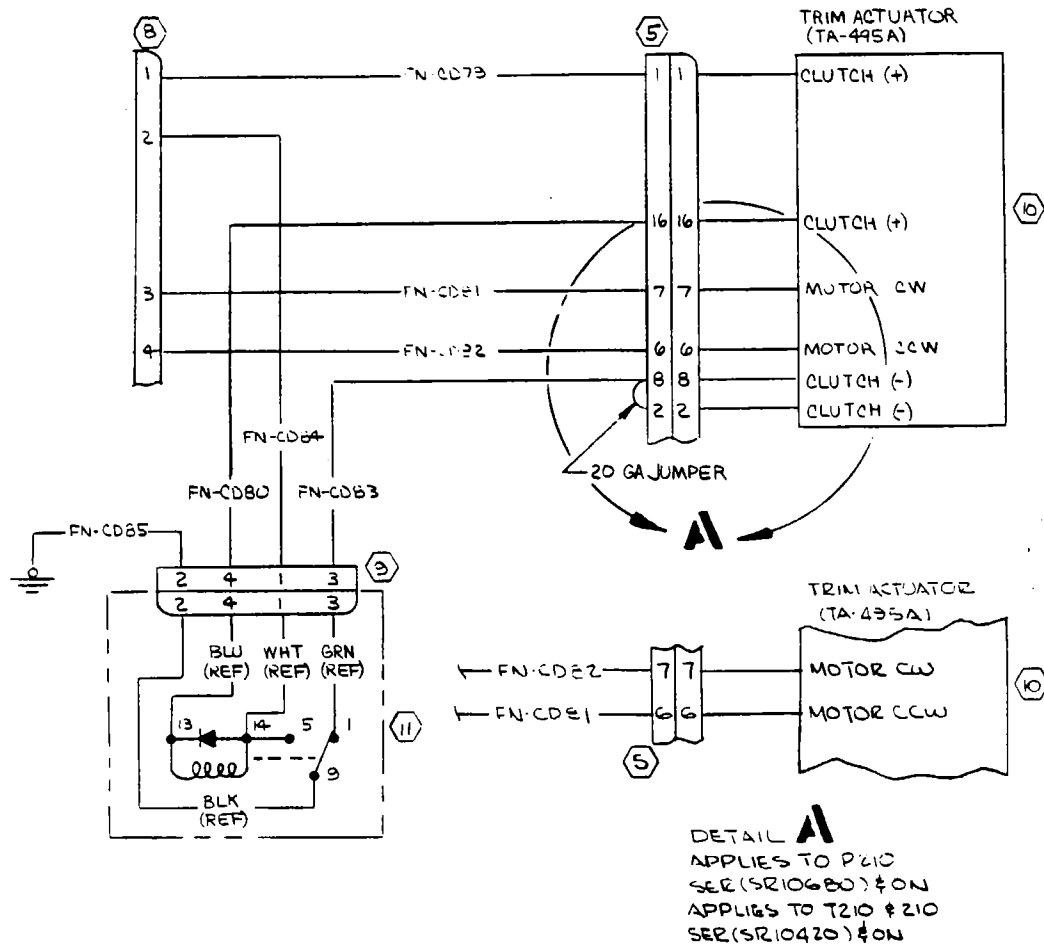 TRIM ACTUATOR
(TA-495A)
8
5
1
FN-CD73
1 1
CLUTCH (+)
2
16 16
CLUTCH (+)
10
3
FN-CD81
7 7
MOTOR CW
4
FN-CD82
6 6
MOTOR CCW
8 8
CLUTCH (-)
2 2
CLUTCH (-)
FN-CD84
20 GA JUMPER
FN-CD80
FN-CD83
FN-CD85
A
2 4 1 3
9
2 4 3
TRIM ACTUATOR
(TA-495A)
BLU
(REF)
WHT
(REF)
GRN
(REF)
FN-CD82
7 7
MOTOR CW
10
FN-CD81
6 6
MOTOR CCW
13 14 5 1
11
9
5
BLK
(REF)
DETAIL A
APPLIES TO P210
SER (SR10680) & ON
APPLIES TO T210 & 210
SER (SR10420) & ON